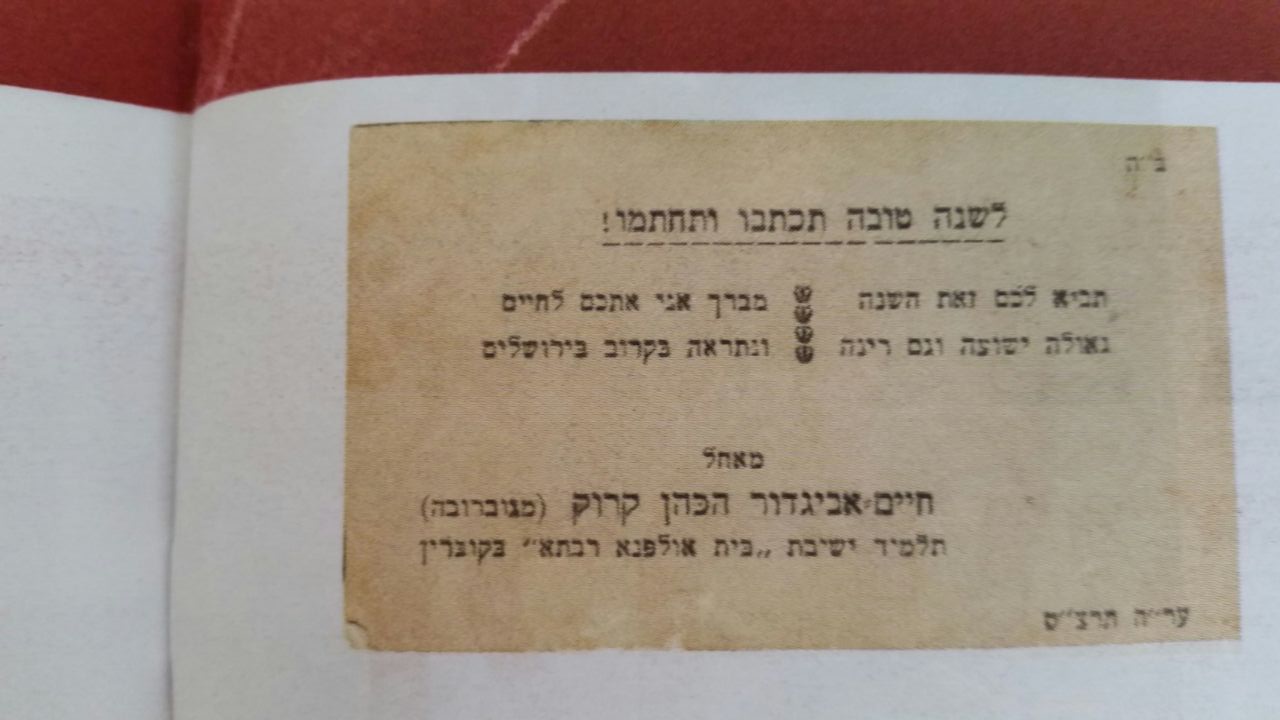 ב״ה
לשנה טובה תכתבו ותחתמו!
תביא לכם זאת השנה מברך אני אתכם לחיים
גאולה ישועה וגם רינה ונתראה בקרוב בירושלים
מאחל
חיים-אביגדור הכהן קרוק (מנוברובה)
תלמיד ישיבת „בית אולפנא רבתא״ בקוברין
ער״ה תרצ״ט